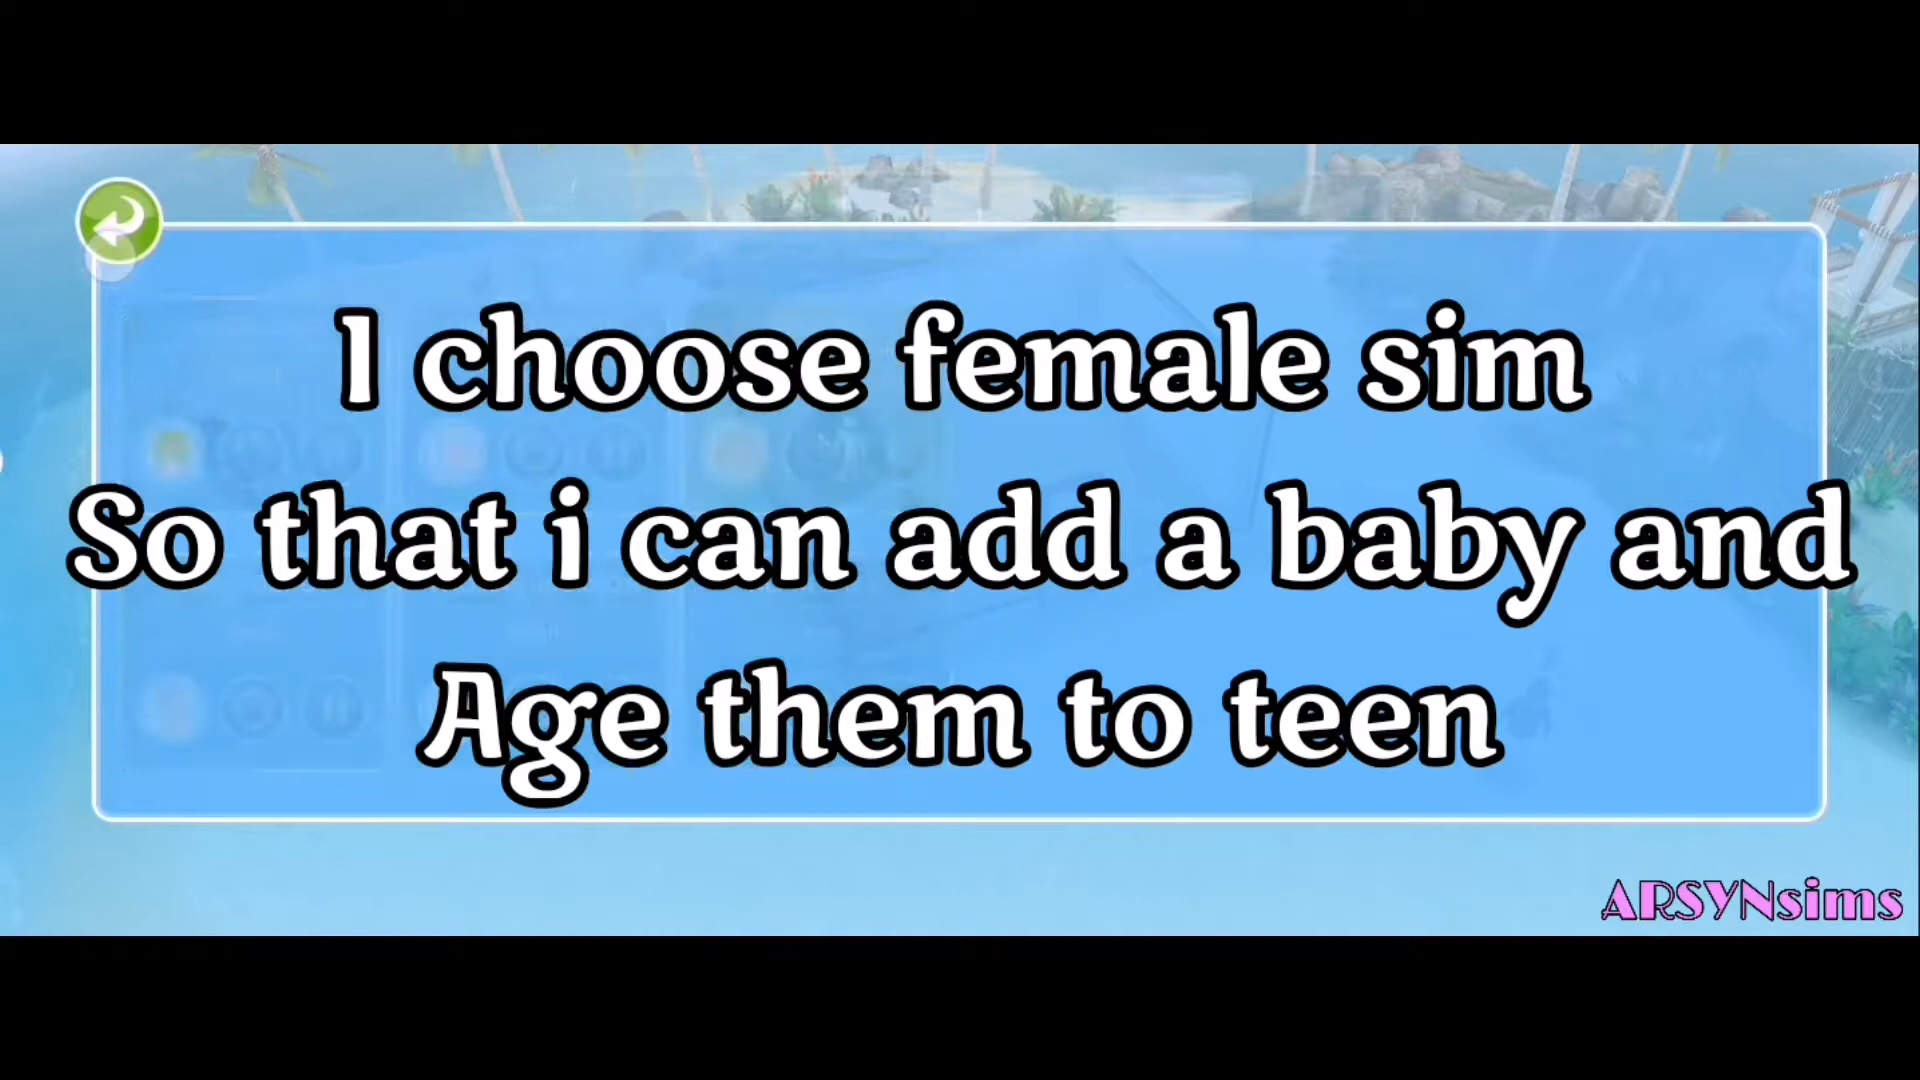 I choose female sim
So that i can add a baby and
Age them to teen
ARSYNsims